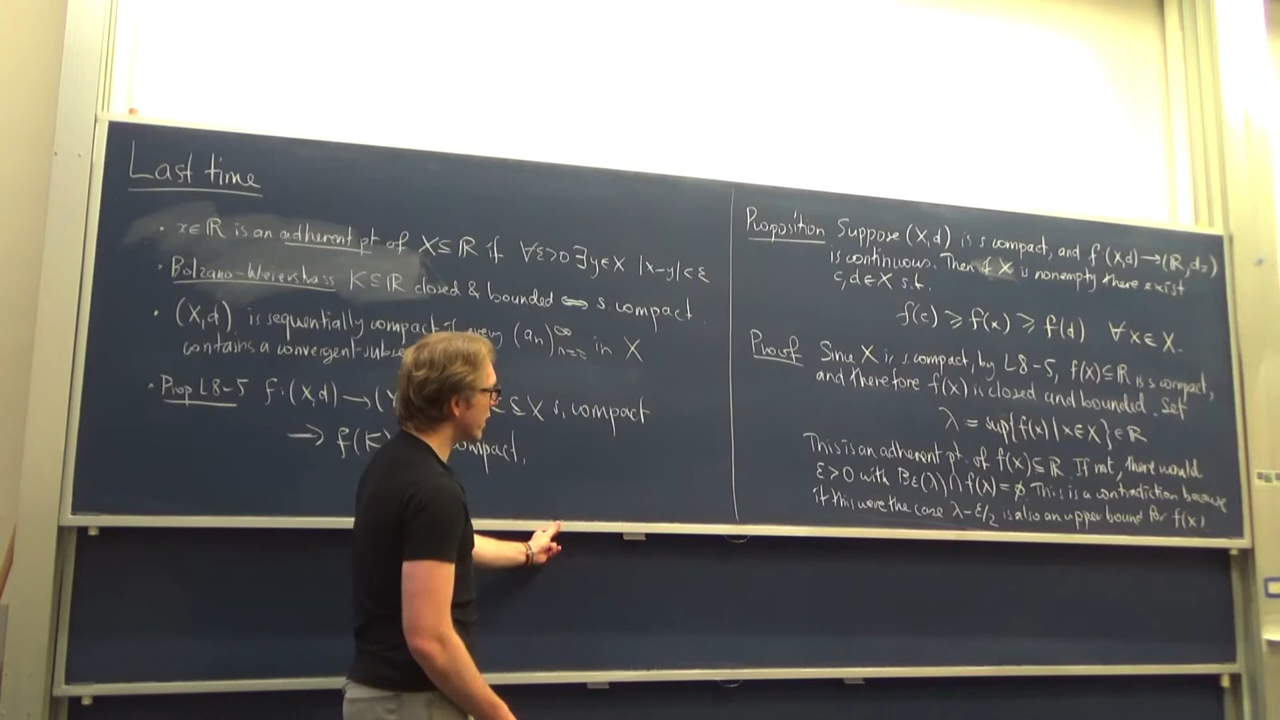 Last time
• x∈ℝ is an adherent pt of X⊆ℝ if ∀ε>0 ∃y∈X |x-y|<ε
• Bolzano-Weierstrass K⊆ℝ closed & bounded ⟺ s. compact.
• (X,d) is sequentially compact if every (an)∞n=0 in X
contains a convergent
• Prop L8-5 f:(X,d)→( ⊆X s. compact
⟹ f(K) compact.
Proposition Suppose (X,d) is s compact, and f:(X,d)→(ℝ,d₂)
is continuous. Then if X is nonempty there exist
c,d∈X s.t.
f(c) ≥ f(x) ≥ f(d) ∀x∈X.
Proof Since X is s compact, by L8-5, f(X)⊆ℝ is s compact,
and therefore f(X) is closed and bounded. Set
λ = sup{f(x) | x∈X} ∈ ℝ
This is an adherent pt. of f(X)⊆ℝ. If not, there would
ε>0 with Bε(λ)∩f(X)=∅. This is a contradiction because
if this were the case λ-ε/2 is also an upper bound for f(X).